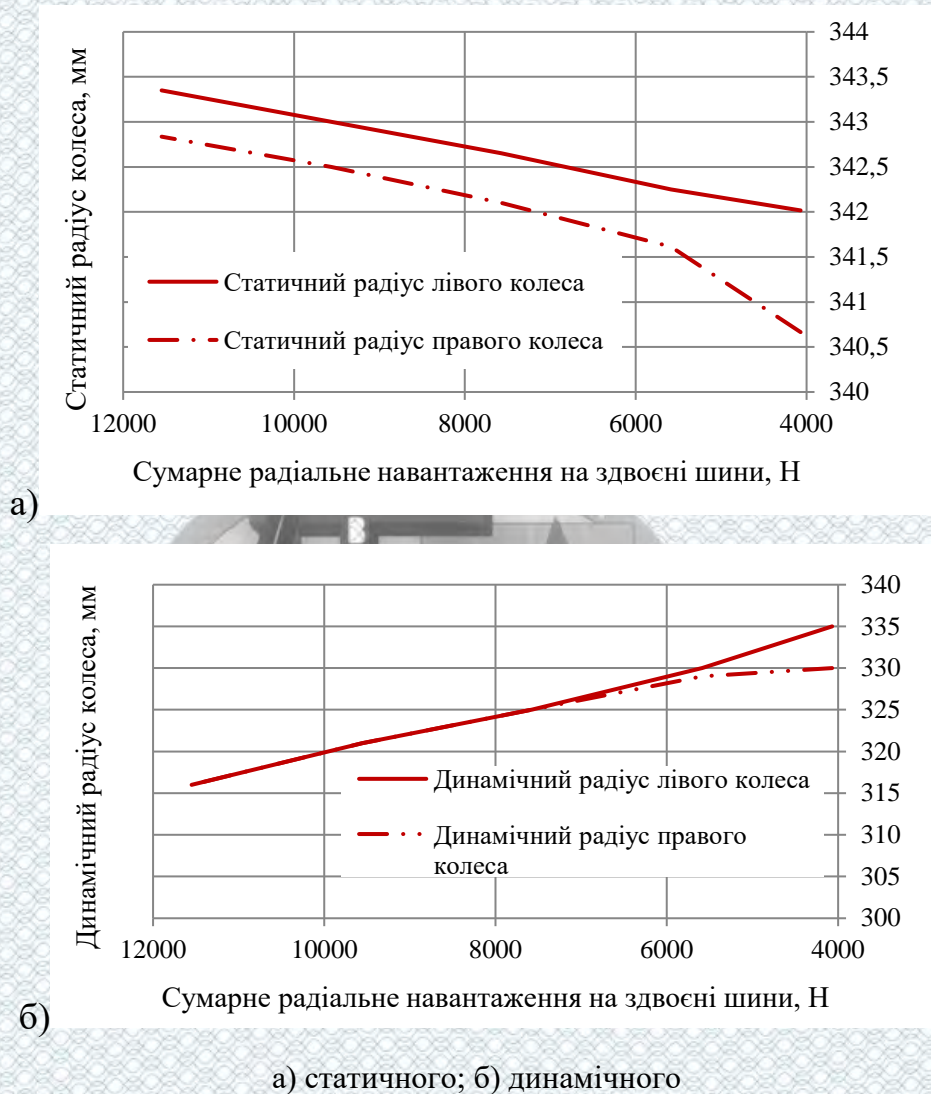 Статичний радіус колеса, мм
344
343,5
343
342,5
342
341,5
341
340,5
340
Статичний радіус лівого колеса
Статичний радіус правого колеса
12000 10000 8000 6000 4000
Сумарне радіальне навантаження на здвоєні шини, Н
а)
Динамічний радіус колеса, мм
340
335
330
325
320
315
310
305
300
Динамічний радіус лівого колеса
Динамічний радіус правого
колеса
12000 10000 8000 6000 4000
Сумарне радіальне навантаження на здвоєні шини, Н
б)
а) статичного; б) динамічного